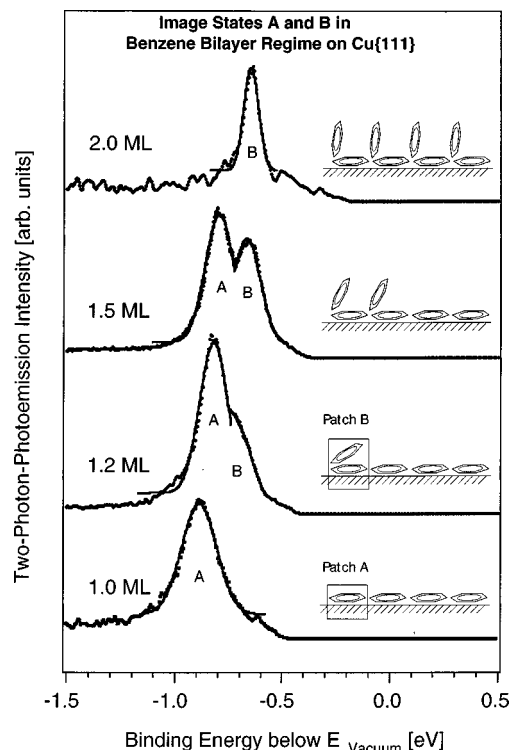 Image States A and B in
Benzene Bilayer Regime on Cu{111}
2.0 ML
B
1.5 ML
A
B
Patch B
1.2 ML
A
B
Patch A
1.0 ML
A
Two-Photon-Photoemission Intensity [arb. units]
-1.5
-1.0
-0.5
0.0
0.5
Binding Energy below E Vacuum [eV]